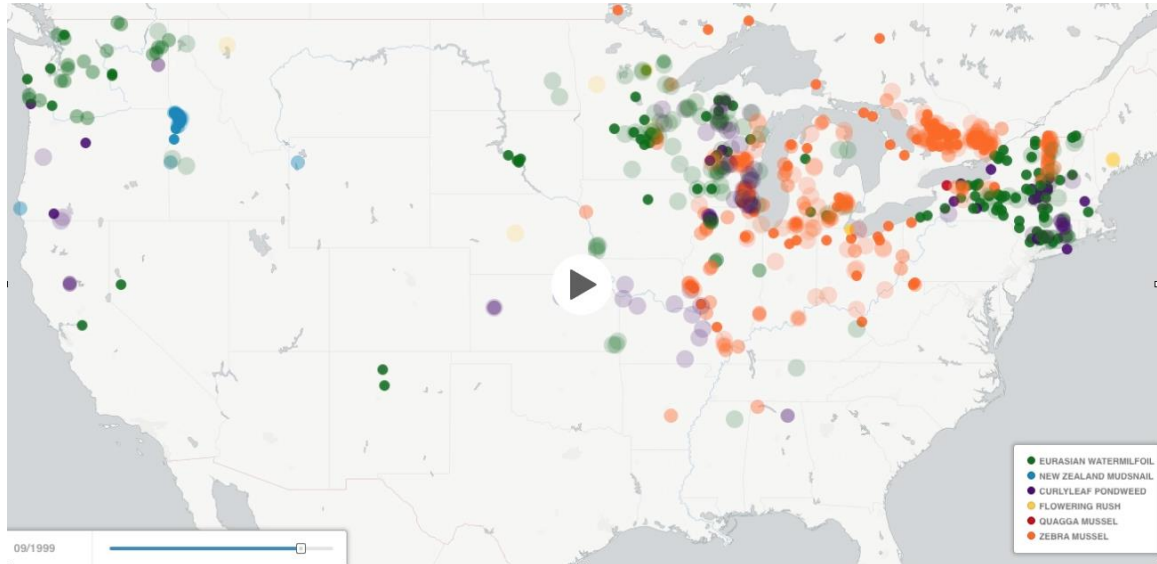 EURASIAN WATERMILFOIL
NEW ZEALAND MUDSNAIL
CURLYLEAF PONDWEED
FLOWERING RUSH
QUAGGA MUSSEL
ZEBRA MUSSEL
09/1999